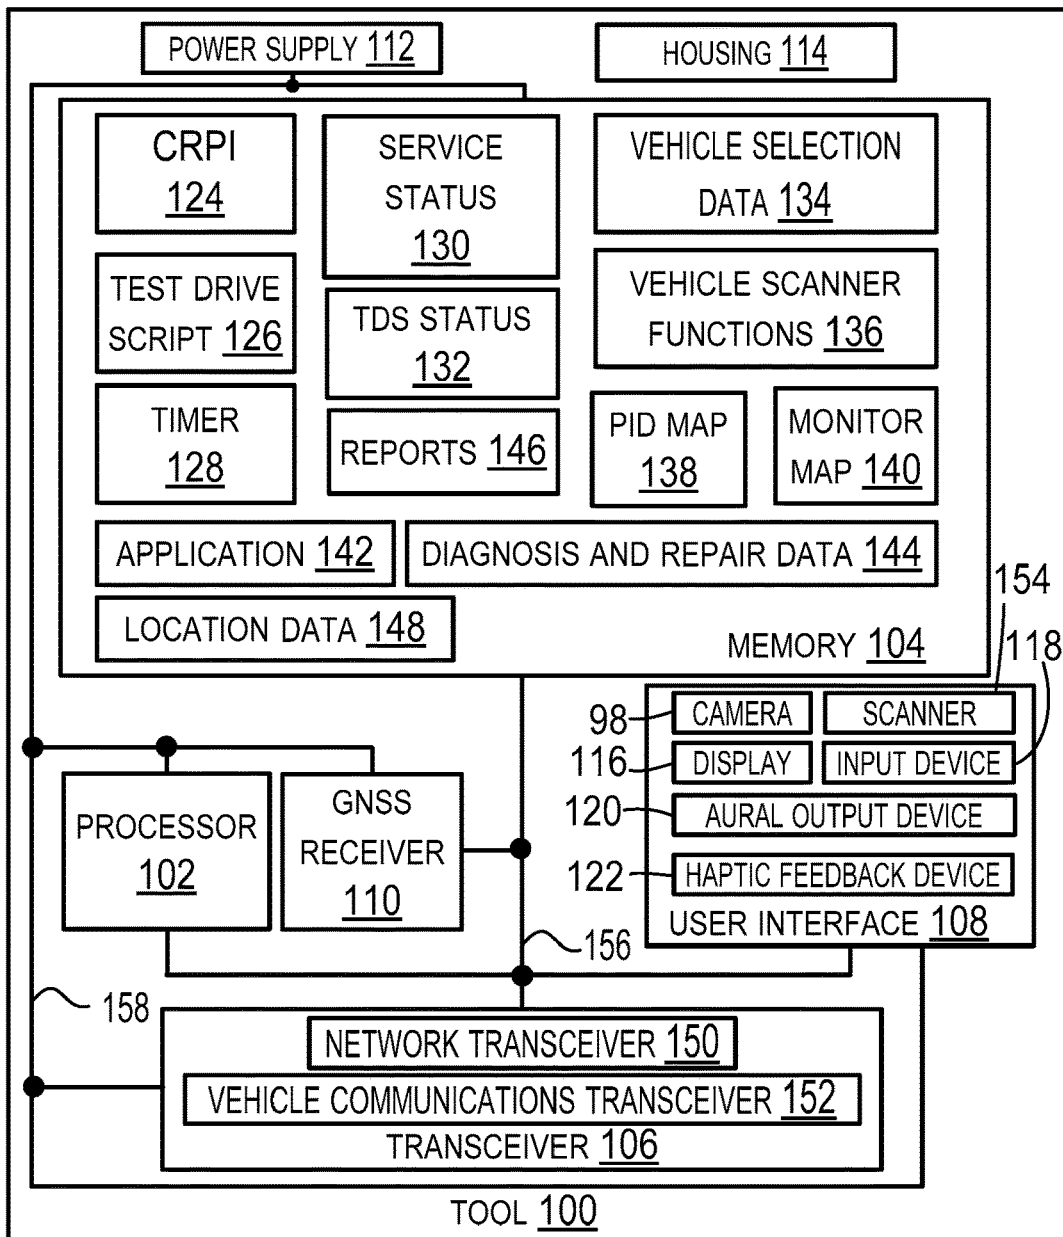 POWER SUPPLY 112
HOUSING 114
CRPI
124
SERVICE
STATUS
130
VEHICLE SELECTION
DATA 134
TEST DRIVE
SCRIPT 126
TDS STATUS
132
VEHICLE SCANNER
FUNCTIONS 136
TIMER
128
REPORTS 146
PID MAP
138
MONITOR
MAP 140
APPLICATION 142
DIAGNOSIS AND REPAIR DATA 144
LOCATION DATA 148
MEMORY 104
154
118
98
CAMERA
SCANNER
116
DISPLAY
INPUT DEVICE
120
AURAL OUTPUT DEVICE
122
HAPTIC FEEDBACK DEVICE
USER INTERFACE 108
PROCESSOR
102
GNSS
RECEIVER
110
156
158
NETWORK TRANSCEIVER 150
VEHICLE COMMUNICATIONS TRANSCEIVER 152
TRANSCEIVER 106
TOOL 100